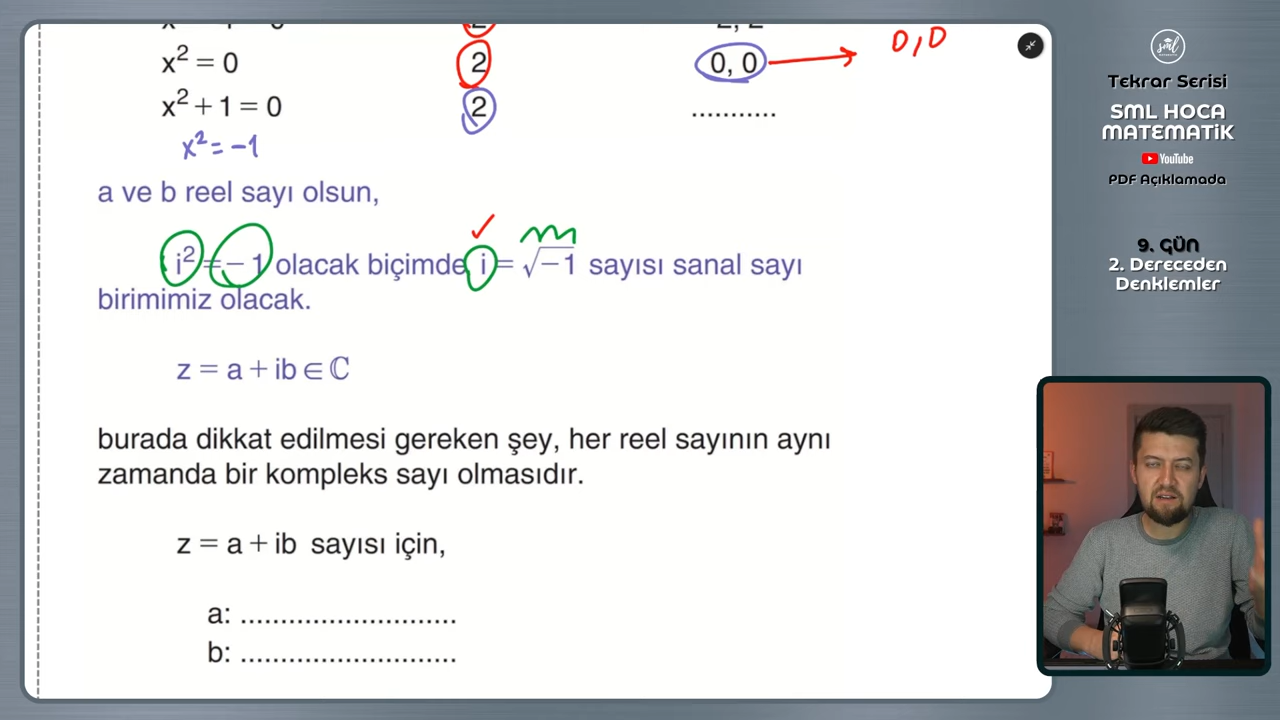 0,0
x² = 0 2 0, 0
x² + 1 = 0 2 ...........
x² = -1
a ve b reel sayı olsun,
i² = -1 olacak biçimde i = √-1 sayısı sanal sayı
birimimiz olacak.
z = a + ib ∈ ℂ
burada dikkat edilmesi gereken şey, her reel sayının aynı
zamanda bir kompleks sayı olmasıdır.
z = a + ib sayısı için,
a: ...........................
b: ...........................
sml
Tekrar Serisi
SML HOCA
MATEMATİK
YouTube
PDF Açıklamada
9. GÜN
2. Dereceden
Denklemler